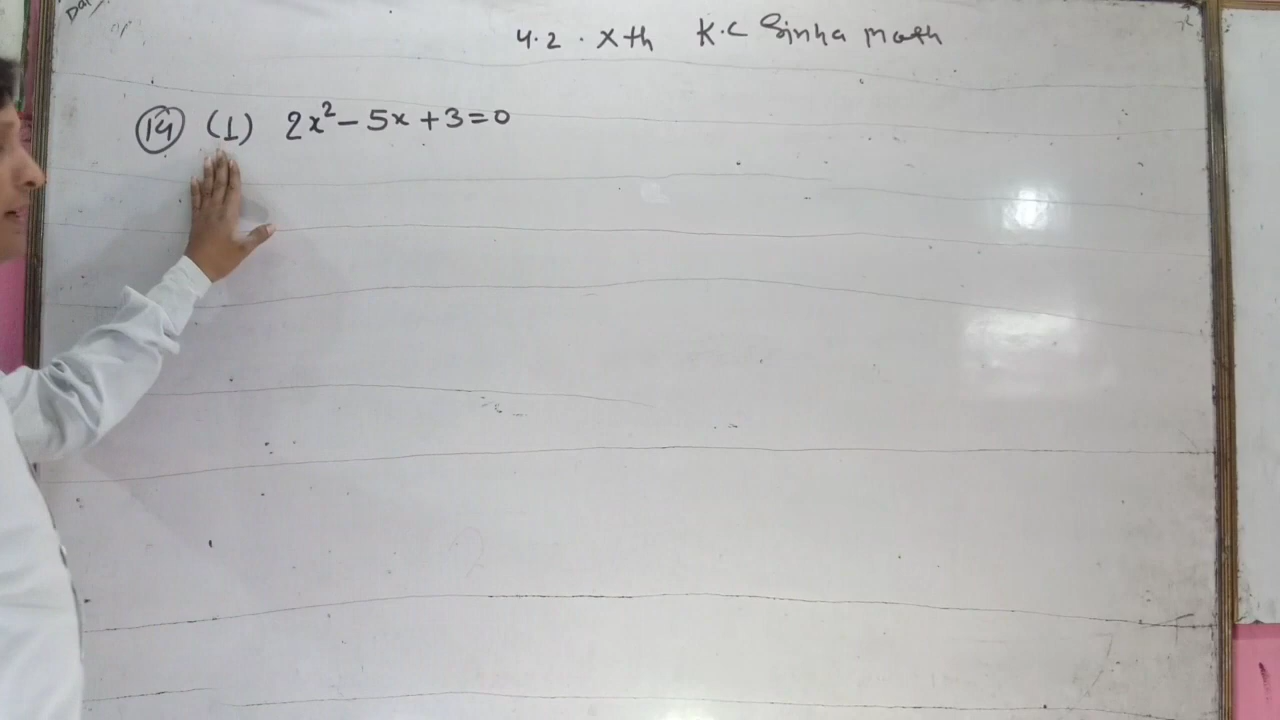 4.2 . Xth K.C Sinha Math
14 (1) 2x² - 5x + 3 = 0